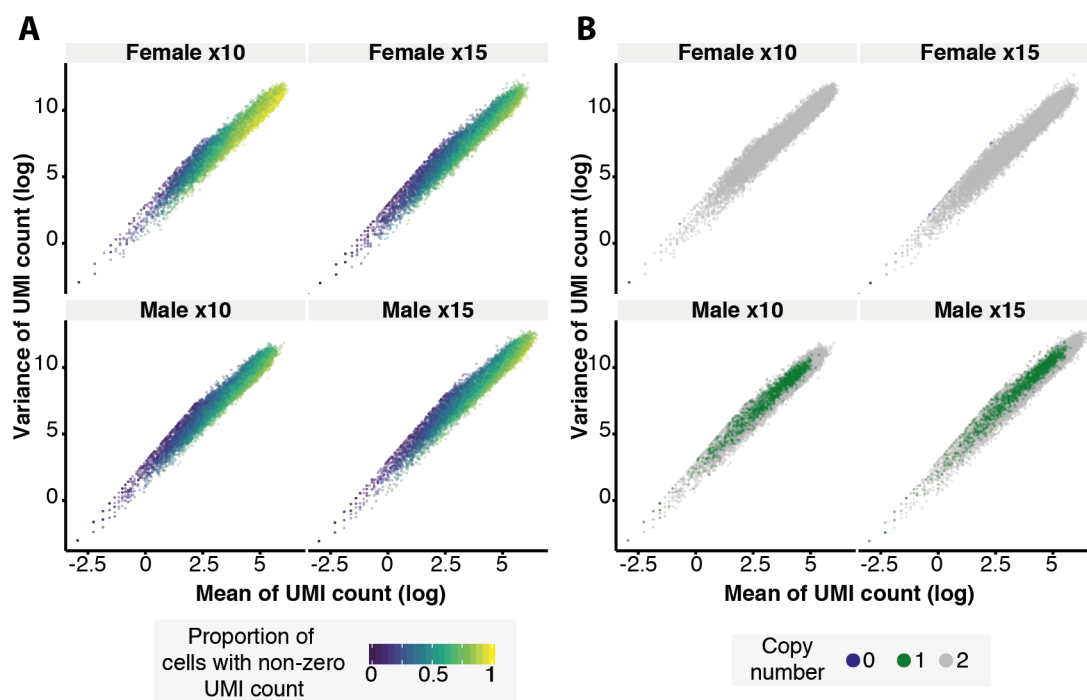 A
B
Female x10
Female x15
Female x10
Female x15
Variance of UMI count (log)
10
5
0
Variance of UMI count (log)
10
5
0
Male x10
Male x15
Male x10
Male x15
10
5
0
10
5
0
-2.5 0 2.5 5
-2.5 0 2.5 5
-2.5 0 2.5 5
-2.5 0 2.5 5
Mean of UMI count (log)
Mean of UMI count (log)
Proportion of
cells with non-zero
UMI count
0 0.5 1
Copy
number
0 1 2